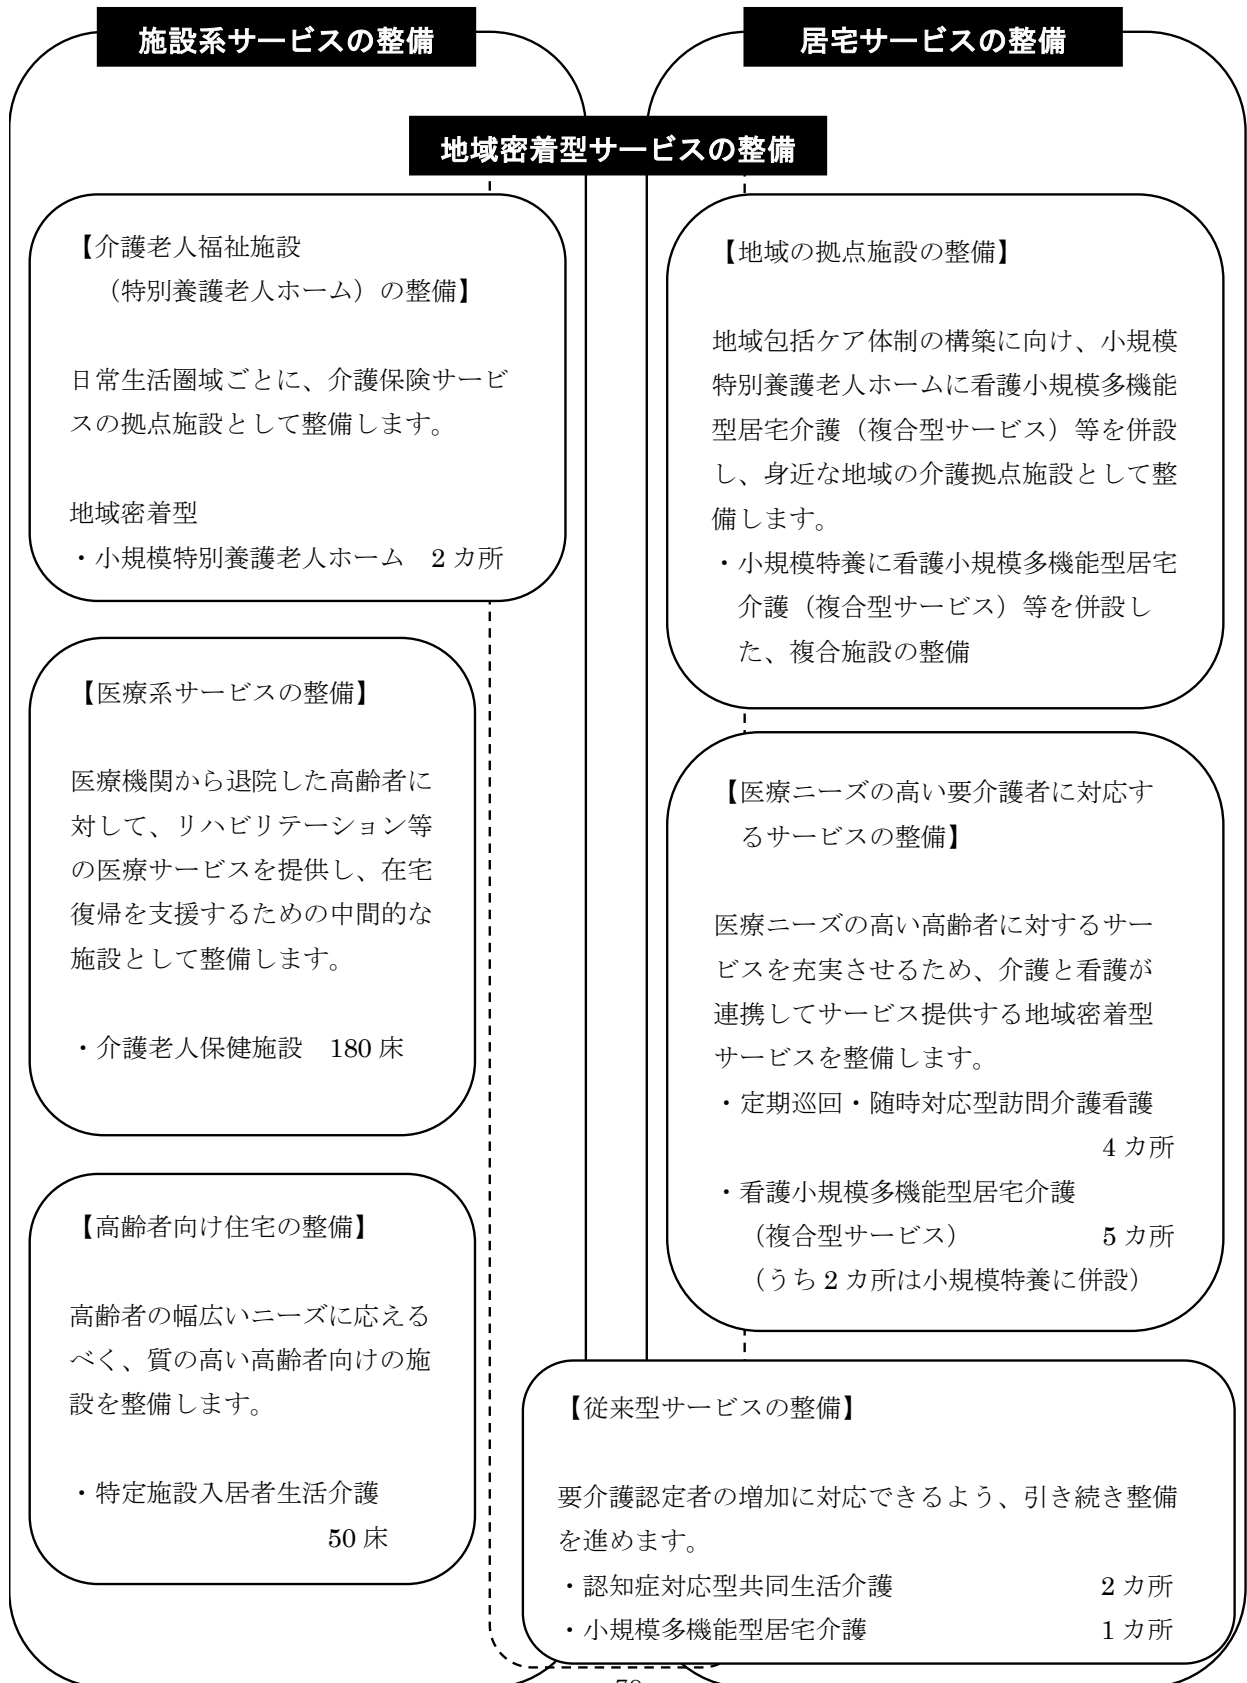 施設系サービスの整備
居宅サービスの整備
地域密着型サービスの整備
【介護老人福祉施設
（特別養護老人ホーム）の整備】
日常生活圏域ごとに、介護保険サービ
スの拠点施設として整備します。
地域密着型
・小規模特別養護老人ホーム　2 カ所
【医療系サービスの整備】
医療機関から退院した高齢者に
対して、リハビリテーション等
の医療サービスを提供し、在宅
復帰を支援するための中間的な
施設として整備します。
・介護老人保健施設　180 床
【高齢者向け住宅の整備】
高齢者の幅広いニーズに応える
べく、質の高い高齢者向けの施
設を整備します。
・特定施設入居者生活介護
50 床
【地域の拠点施設の整備】
地域包括ケア体制の構築に向け、小規模
特別養護老人ホームに看護小規模多機能
型居宅介護（複合型サービス）等を併設
し、身近な地域の介護拠点施設として整
備します。
・小規模特養に看護小規模多機能型居宅
介護（複合型サービス）等を併設し
た、複合施設の整備
【医療ニーズの高い要介護者に対応す
るサービスの整備】
医療ニーズの高い高齢者に対するサー
ビスを充実させるため、介護と看護が
連携してサービス提供する地域密着型
サービスを整備します。
・定期巡回・随時対応型訪問介護看護
4 カ所
・看護小規模多機能型居宅介護
（複合型サービス）　5 カ所
（うち 2 カ所は小規模特養に併設）
【従来型サービスの整備】
要介護認定者の増加に対応できるよう、引き続き整備
を進めます。
・認知症対応型共同生活介護　2 カ所
・小規模多機能型居宅介護　1 カ所